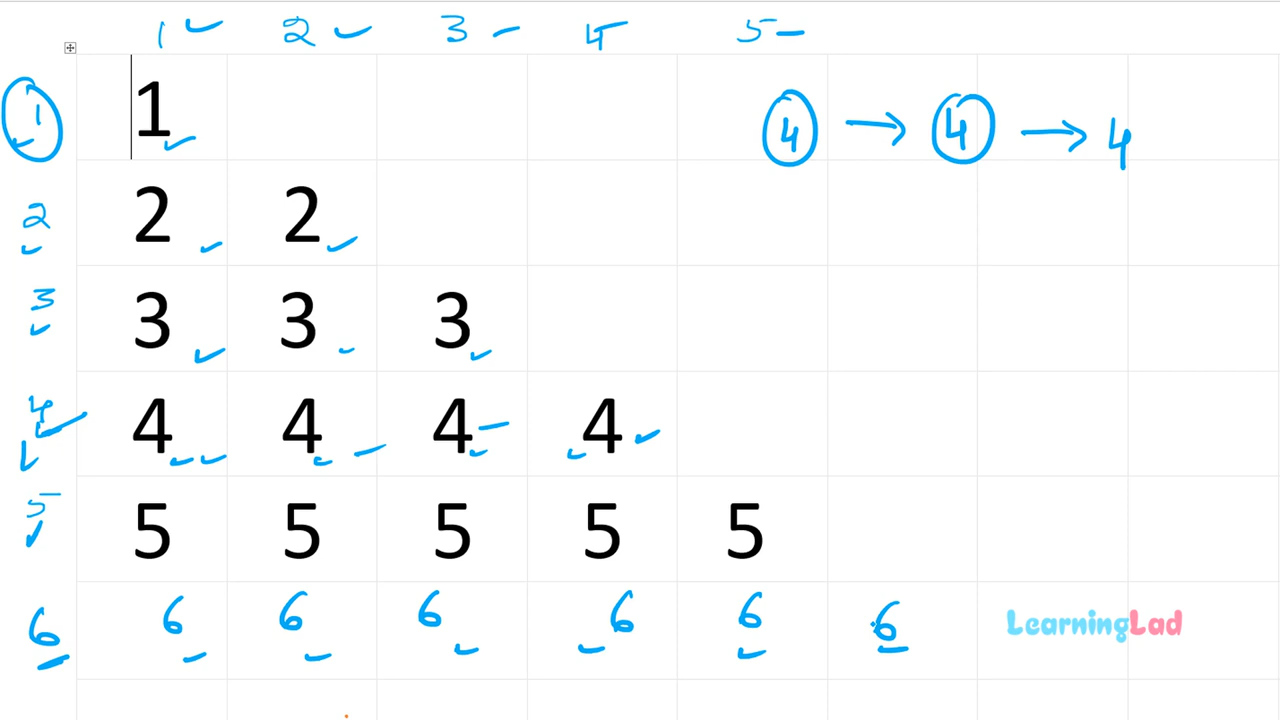 1 2 3 4 5
1 1 4 → 4 → 4
2 2 2
3 3 3 3
4 4 4 4 4
5 5 5 5 5 5
6 6 6 6 6 6 6
LearningLad